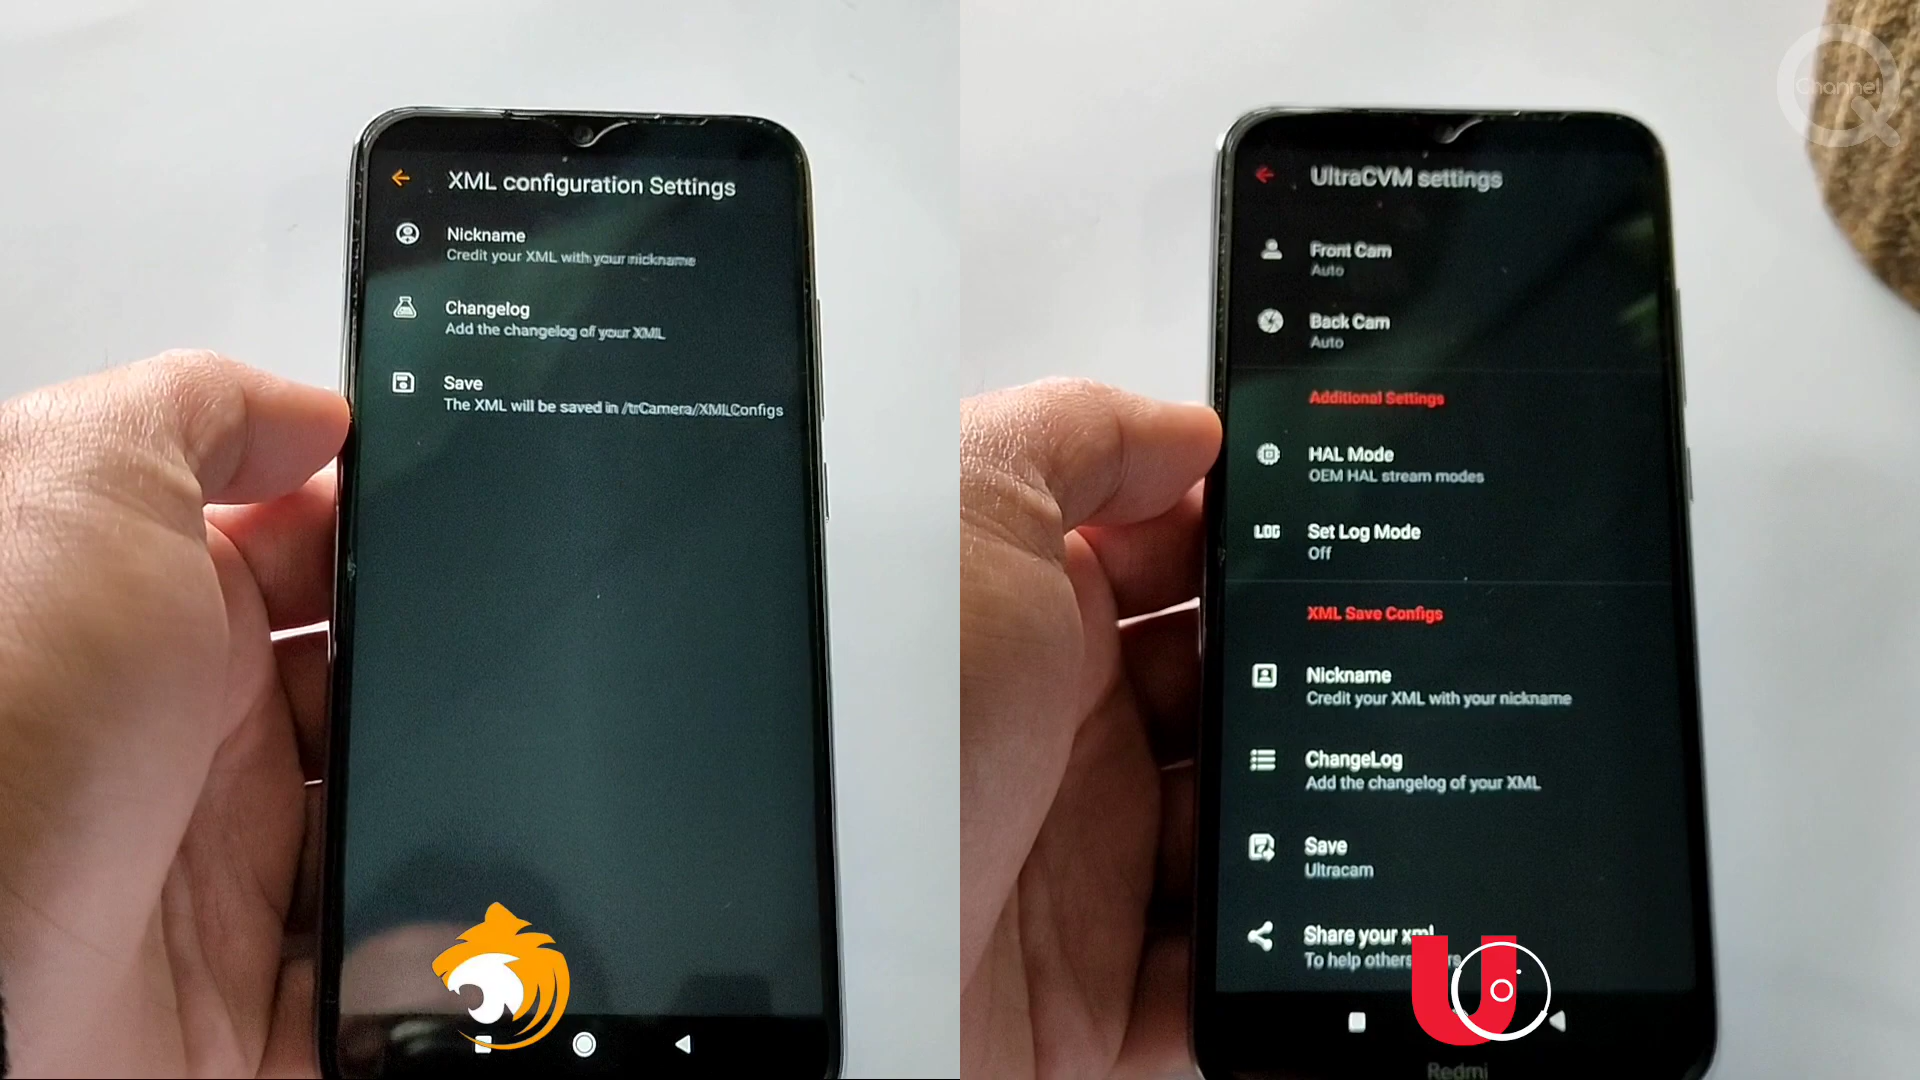 XML configuration Settings
Nickname
Credit your XML with your nickname
Changelog
Add the changelog of your XML
Save
The XML will be saved in /trCamera/XMLConfigs
Channel
UltraCVM settings
Front Cam
Auto
Back Cam
Auto
Additional Settings
HAL Mode
OEM HAL stream modes
LOG
Set Log Mode
Off
XML Save Configs
Nickname
Credit your XML with your nickname
ChangeLog
Add the changelog of your XML
Save
Ultracam
Share your xml
To help others
U
Redmi